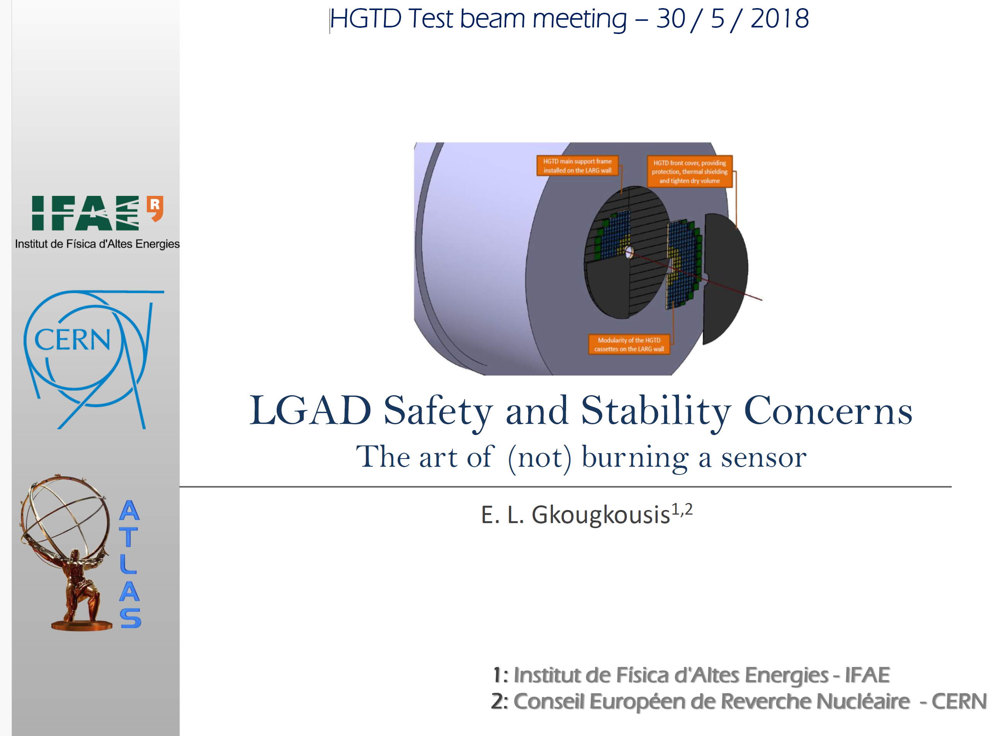 HGTD Test beam meeting – 30 / 5 / 2018
HGTD main support frame
installed on the LARG wall
HGTD front cover, providing
protection, thermal shielding
and tighten dry volume
Modularity of the HGTD
cassettes on the LARG wall
IFAE R
Institut de Física d'Altes Energies
CERN
ATLAS
LGAD Safety and Stability Concerns
The art of (not) burning a sensor
E. L. Gkougkousis1,2
1: Institut de Física d'Altes Energies - IFAE
2: Conseil Européen de Reverche Nucléaire - CERN